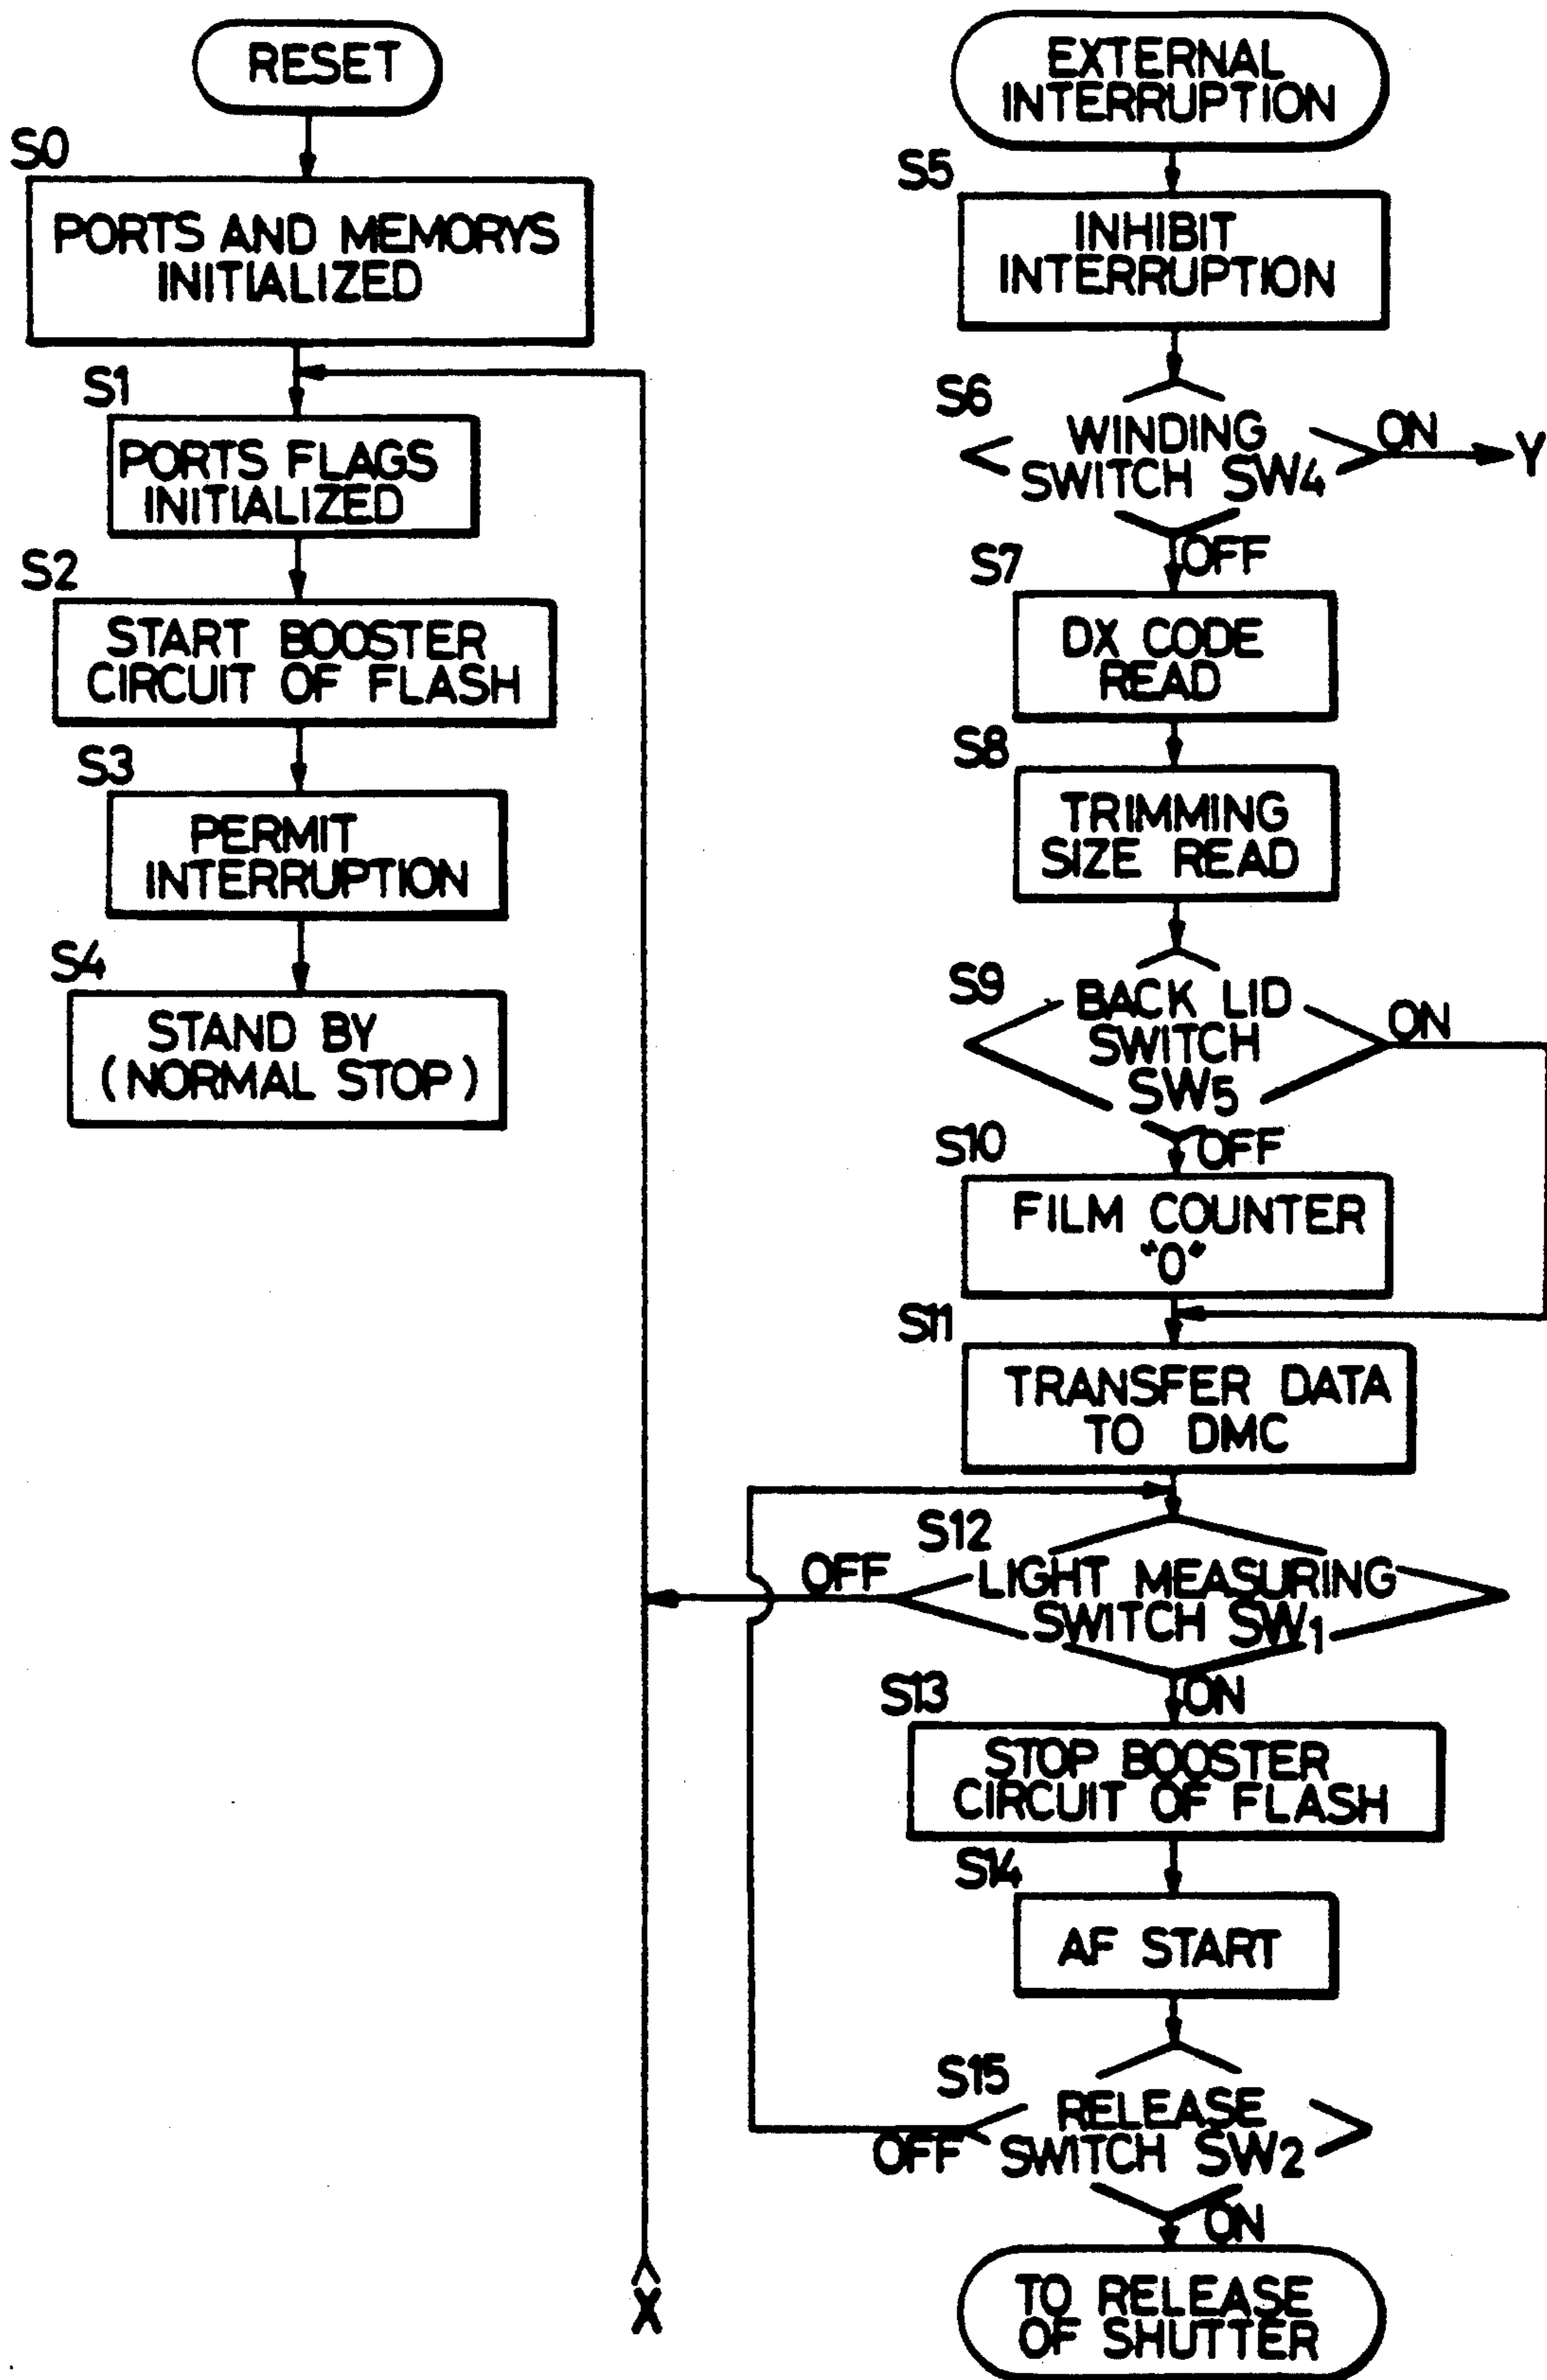 RESET
S0
PORTS AND MEMORYS
INITIALIZED
S1
PORTS FLAGS
INITIALIZED
S2
START BOOSTER
CIRCUIT OF FLASH
S3
PERMIT
INTERRUPTION
S4
STAND BY
(NORMAL STOP)
X
EXTERNAL
INTERRUPTION
S5
INHIBIT
INTERRUPTION
S6
WINDING
SWITCH SW4
ON
Y
OFF
S7
DX CODE
READ
S8
TRIMMING
SIZE READ
S9
BACK LID
SWITCH
SW5
ON
OFF
S10
FILM COUNTER
"0"
S11
TRANSFER DATA
TO DMC
S12
OFF
LIGHT MEASURING
SWITCH SW1
ON
S13
STOP BOOSTER
CIRCUIT OF FLASH
S14
AF START
S15
RELEASE
SWITCH SW2
OFF
ON
TO RELEASE
OF SHUTTER